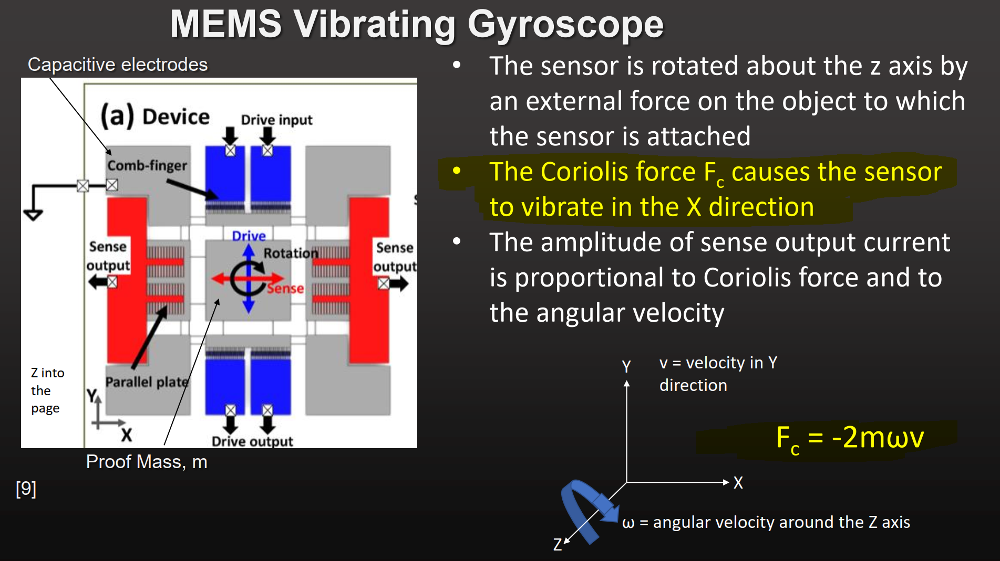 MEMS Vibrating Gyroscope
Capacitive electrodes
(a) Device
Drive input
Comb-finger
Drive
Rotation
Sense
Sense
output
Sense
output
Parallel plate
Z into
the
page
Y
X
Drive output
Proof Mass, m
[9]
• The sensor is rotated about the z axis by
an external force on the object to which
the sensor is attached
• The Coriolis force Fc causes the sensor
to vibrate in the X direction
• The amplitude of sense output current
is proportional to Coriolis force and to
the angular velocity
Y
v = velocity in Y
direction
Fc = -2mωv
X
ω = angular velocity around the Z axis
Z